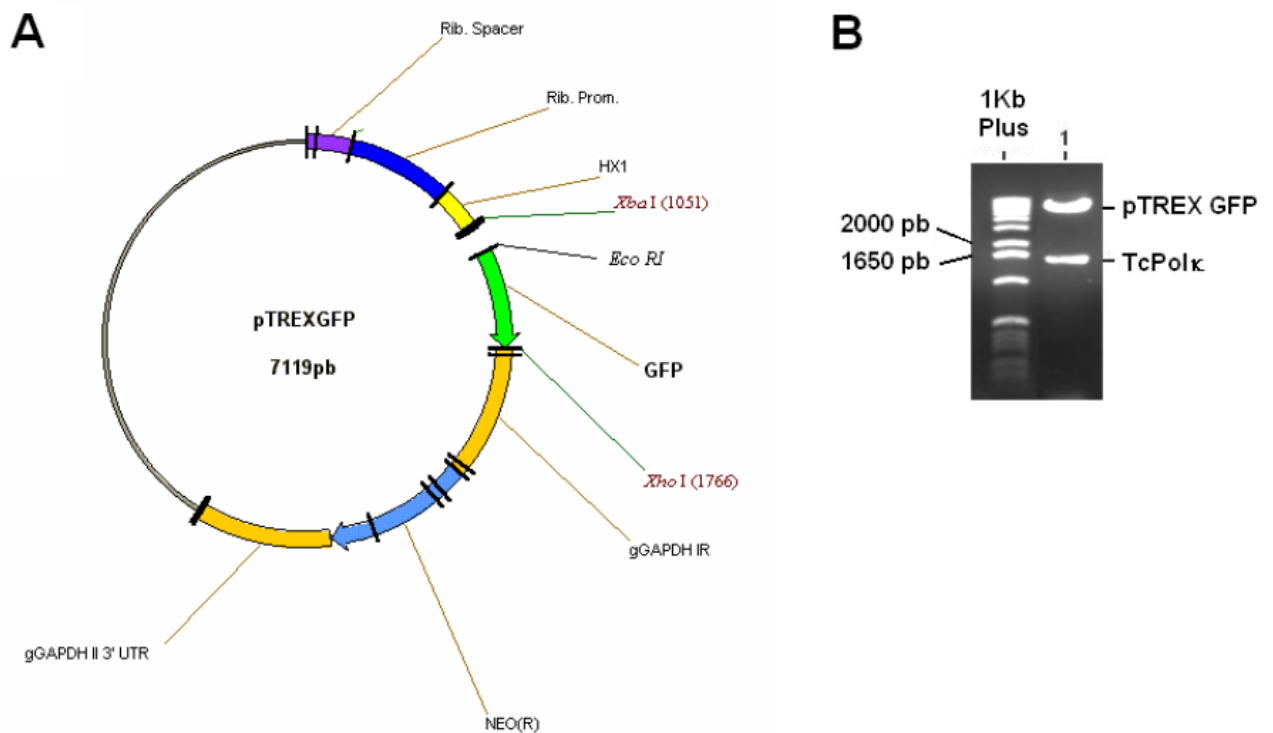 A
Rib. Spacer
Rib. Prom.
HX1
XbaI (1051)
Eco RI
pTREXGFP
7119pb
GFP
XhoI (1766)
gGAPDH IR
gGAPDH II 3' UTR
NEO(R)
B
1Kb
Plus
1
2000 pb
1650 pb
pTREX GFP
TcPolκ